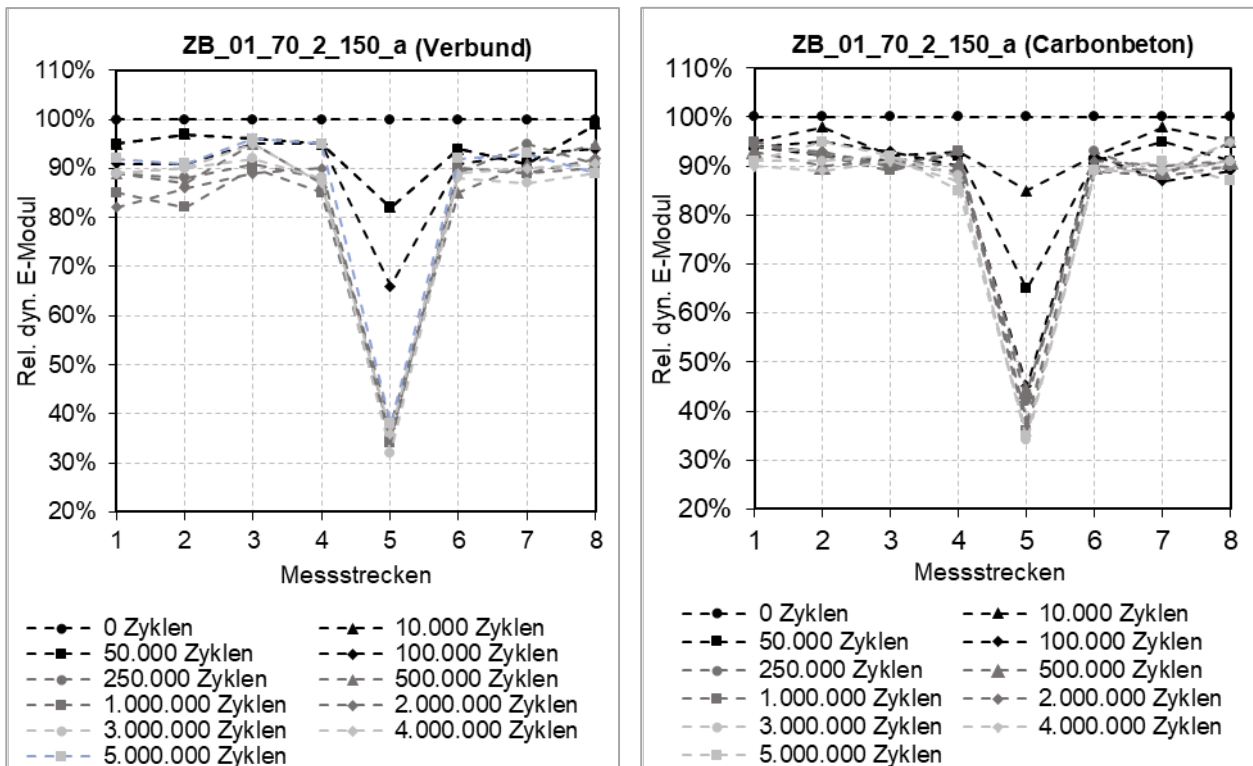 ZB_01_70_2_150_a (Verbund)
110%
100%
90%
80%
70%
60%
50%
40%
30%
20%
Rel. dyn. E-Modul
1 2 3 4 5 6 7 8
Messstrecken
0 Zyklen 10.000 Zyklen
50.000 Zyklen 100.000 Zyklen
250.000 Zyklen 500.000 Zyklen
1.000.000 Zyklen 2.000.000 Zyklen
3.000.000 Zyklen 4.000.000 Zyklen
5.000.000 Zyklen
ZB_01_70_2_150_a (Carbonbeton)
110%
100%
90%
80%
70%
60%
50%
40%
30%
20%
Rel. dyn. E-Modul
1 2 3 4 5 6 7 8
Messstrecken
0 Zyklen 10.000 Zyklen
50.000 Zyklen 100.000 Zyklen
250.000 Zyklen 500.000 Zyklen
1.000.000 Zyklen 2.000.000 Zyklen
3.000.000 Zyklen 4.000.000 Zyklen
5.000.000 Zyklen